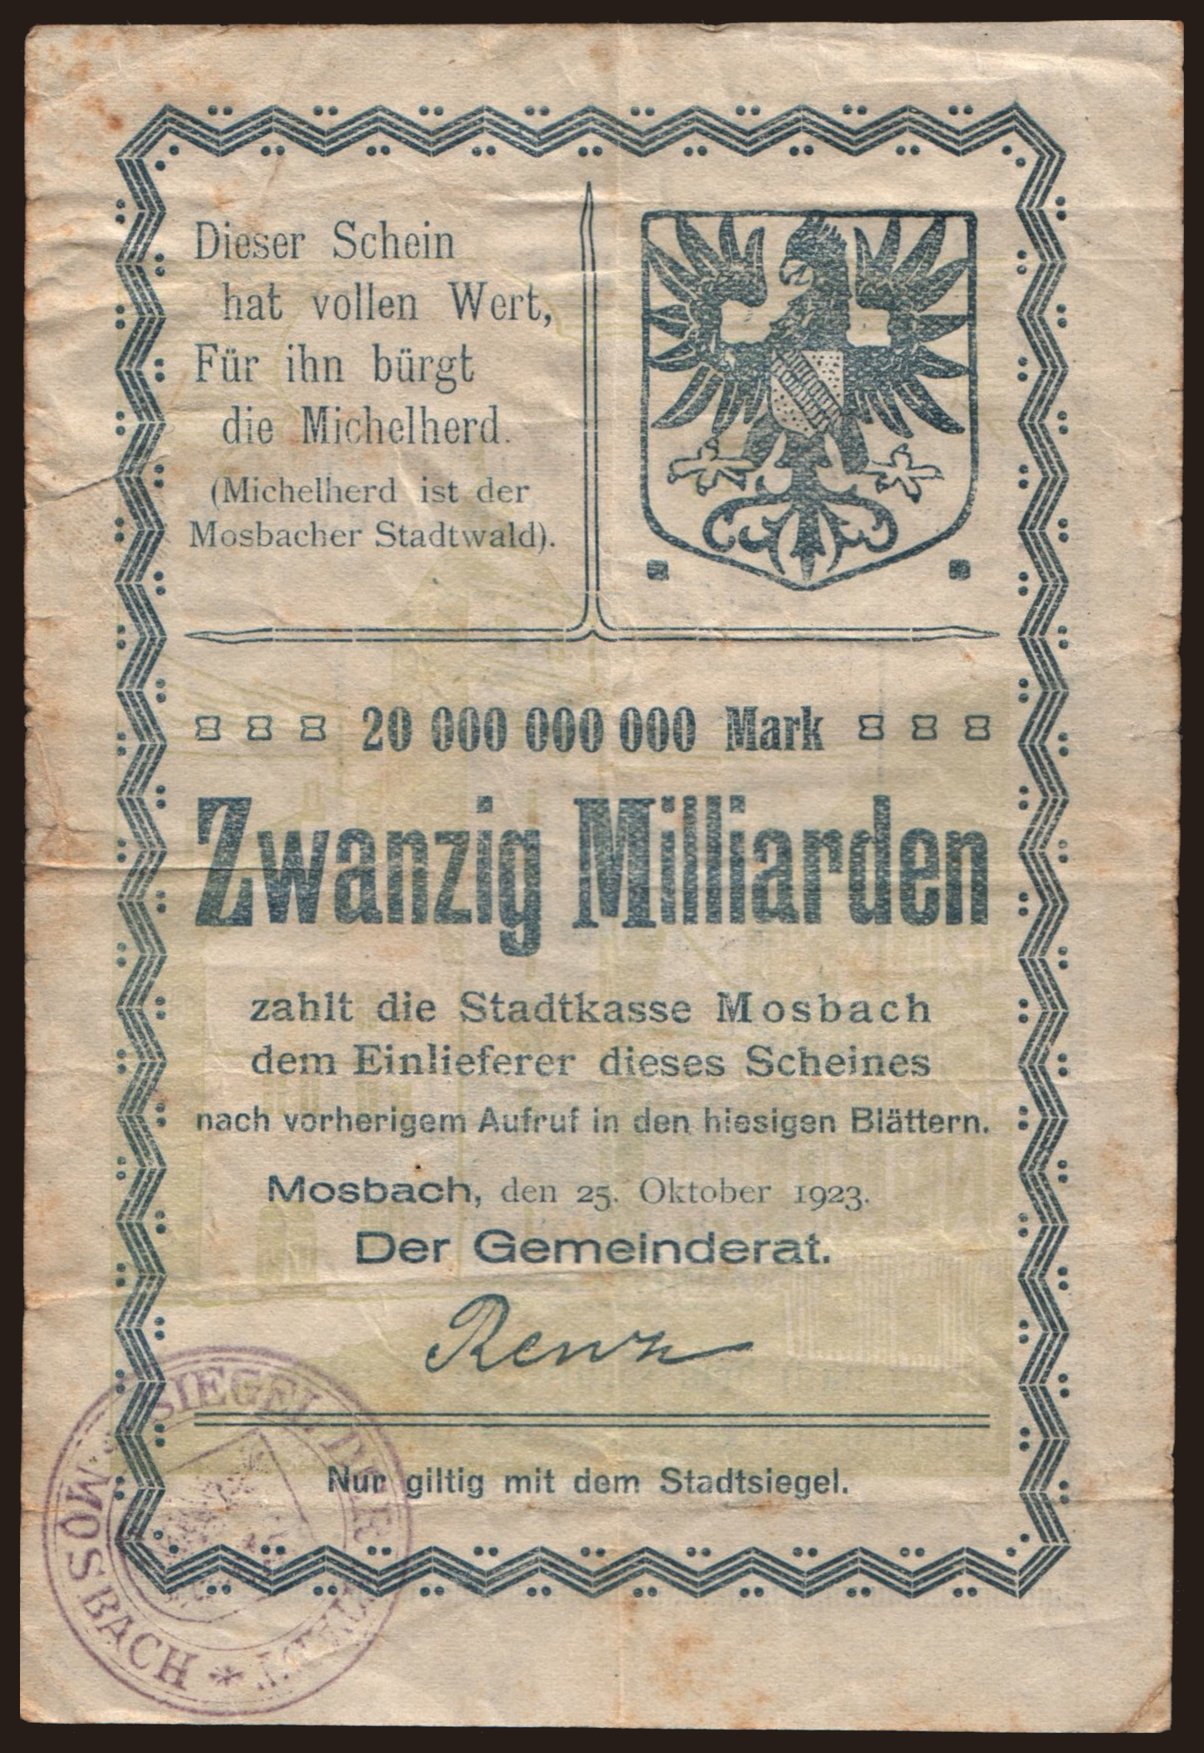 Dieser Schein
hat vollen Wert,
Für ihn bürgt
die Michelherd.
(Michelherd ist der
Mosbacher Stadtwald).
20 000 000 000 Mark
Zwanzig Milliarden
zahlt die Stadtkasse Mosbach
dem Einlieferer dieses Scheines
nach vorherigem Aufruf in den hiesigen Blättern.
Mosbach, den 25. Oktober 1923.
Der Gemeinderat.
Renz
Nur giltig mit dem Stadtsiegel.
SIEGEL DER
MOSBACH *